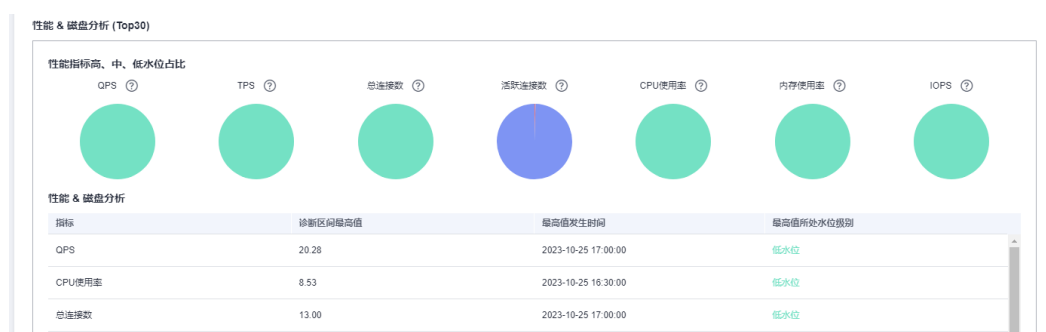 性能 & 磁盘分析 (Top30)
性能指标高、中、低水位占比
QPS ? TPS ? 总连接数 ? 活跃连接数 ? CPU使用率 ? 内存使用率 ? IOPS ?
性能 & 磁盘分析
指标 诊断区间最高值 最高值发生时间 最高值所处水位级别
QPS 20.28 2023-10-25 17:00:00 低水位
CPU使用率 8.53 2023-10-25 16:30:00 低水位
总连接数 13.00 2023-10-25 17:00:00 低水位